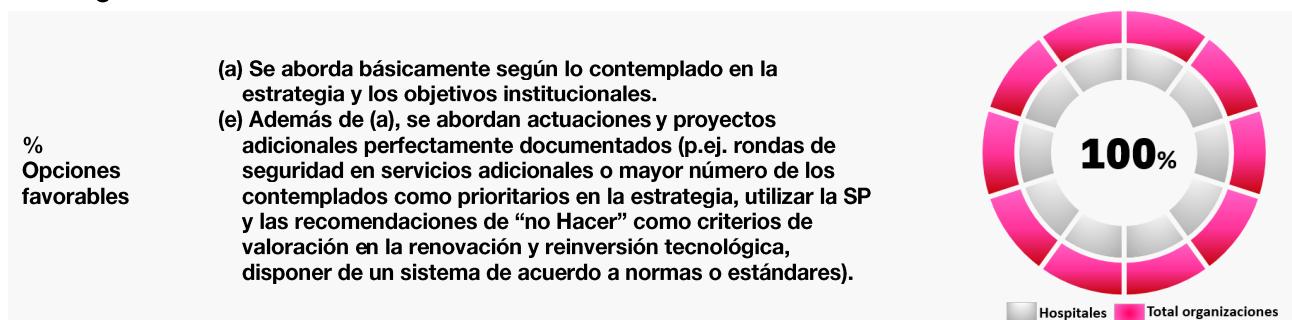 %
Opciones
favorables
(a) Se aborda básicamente según lo contemplado en la
estrategia y los objetivos institucionales.
(e) Además de (a), se abordan actuaciones y proyectos
adicionales perfectamente documentados (p.ej. rondas de
seguridad en servicios adicionales o mayor número de los
contemplados como prioritarios en la estrategia, utilizar la SP
y las recomendaciones de “no Hacer” como criterios de
valoración en la renovación y reinversión tecnológica,
disponer de un sistema de acuerdo a normas o estándares).
100%
Hospitales
Total organizaciones